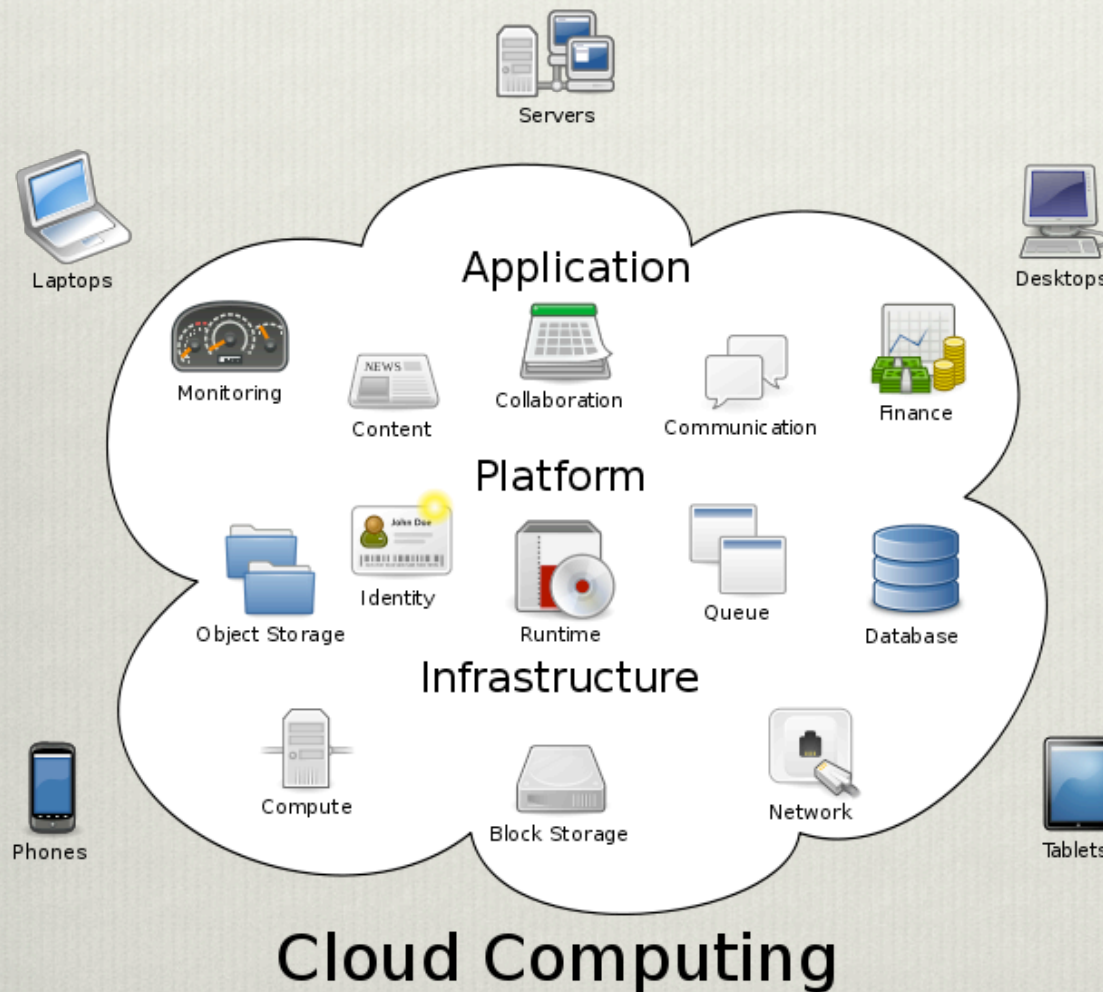 Servers
Laptops
Desktops
Application
Monitoring
NEWS
Content
Collaboration
Communication
Finance
Platform
John Doe
Object Storage
Identity
Runtime
Queue
Database
Infrastructure
Compute
Block Storage
Network
Phones
Tablets
Cloud Computing